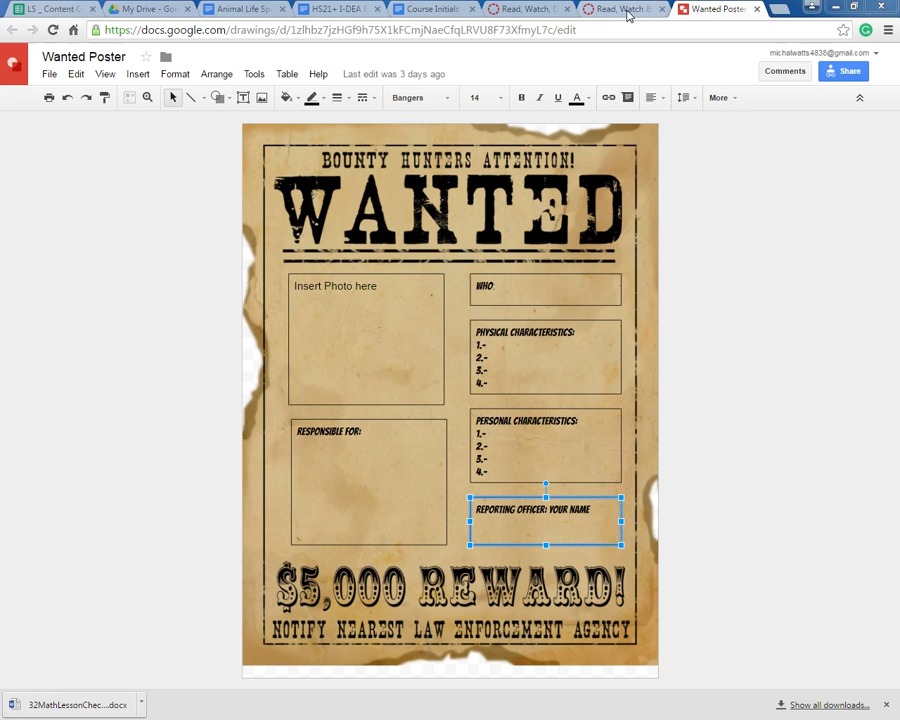 LS _ Content C
My Drive - Goo
Animal Life Sp
HS21+ I-DEA E
Course Initials
Read, Watch, D
Read, Watch &
Wanted Poster
https://docs.google.com/drawings/d/1zlhbz7jzHGf9h75X1kFCmjNaeCfqLRVU8F73XfmyL7c/edit
Wanted Poster
michalwatts4838@gmail.com
File Edit View Insert Format Arrange Tools Table Help Last edit was 3 days ago
Comments
Share
Bangers 14 B I U A More
BOUNTY HUNTERS ATTENTION!
WANTED
Insert Photo here
WHO:
PHYSICAL CHARACTERISTICS:
1.-
2.-
3.-
4.-
RESPONSIBLE FOR:
PERSONAL CHARACTERISTICS:
1.-
2.-
3.-
4.-
REPORTING OFFICER: YOUR NAME
$5,000 REWARD!
NOTIFY NEAREST LAW ENFORCEMENT AGENCY
32MathLessonChec....docx
Show all downloads...